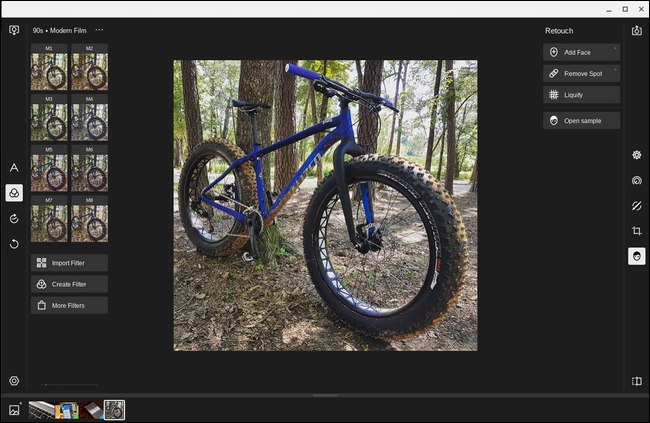 90s • Modern Film ...
Retouch
M1 M2
M3 M4
M5 M6
M7 M8
Add Face
Remove Spot
Liquify
Open sample
Import Filter
Create Filter
More Filters